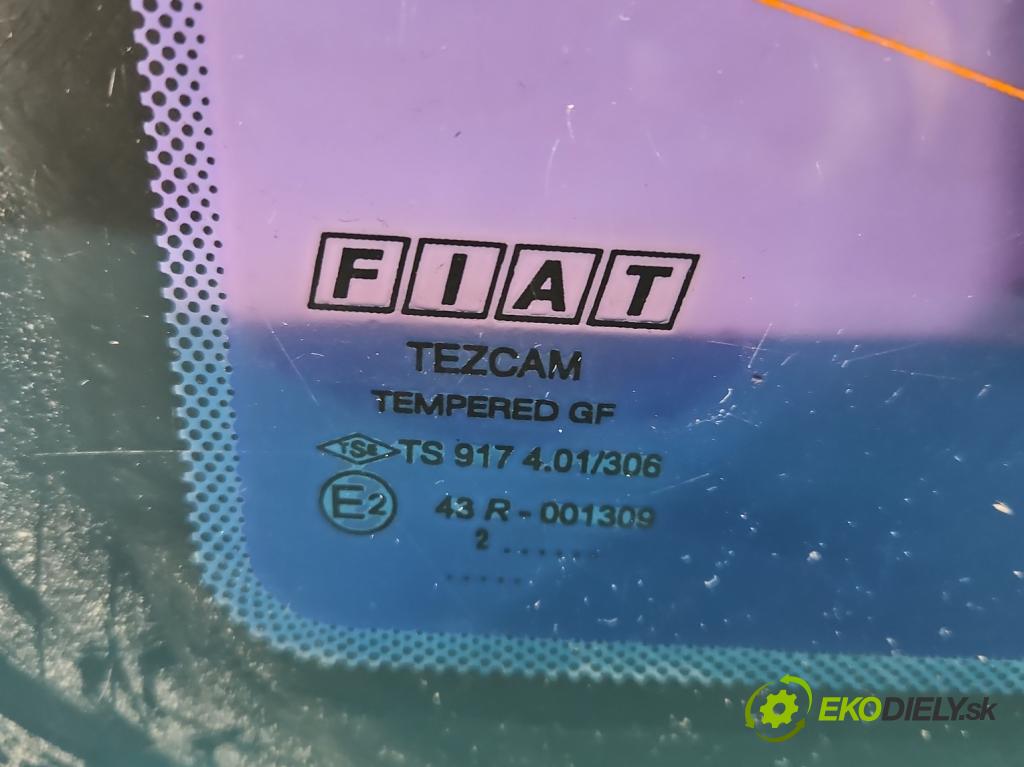 FIAT
TEZCAM
TEMPERED GF
TSE TS 917 4.01/306
E2 43 R - 001309
2 ......
.....
EKODIELY.sk